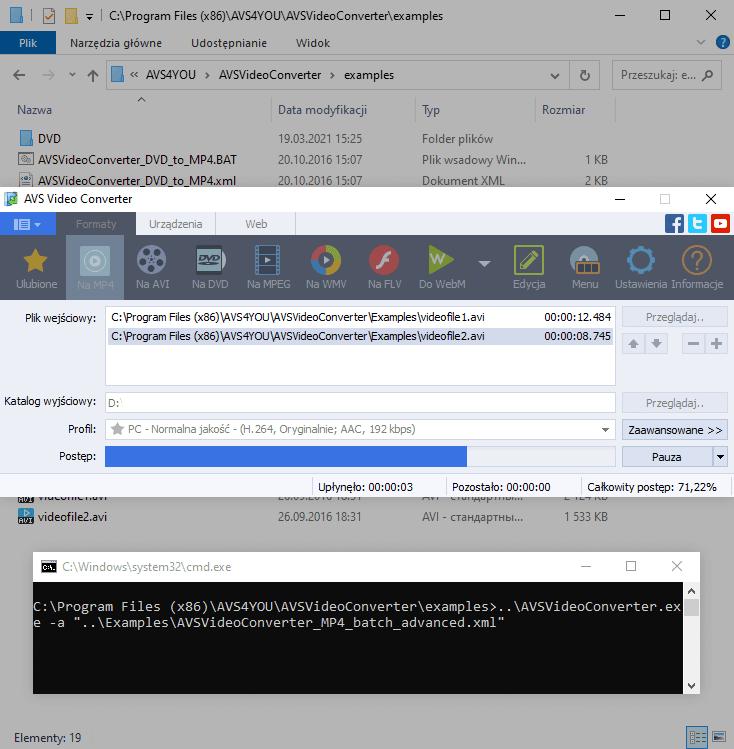 C:\Program Files (x86)\AVS4YOU\AVSVideoConverter\examples
Plik Narzędzia główne Udostępnianie Widok
« AVS4YOU › AVSVideoConverter › examples Przeszukaj: e...
Nazwa Data modyfikacji Typ Rozmiar
DVD 19.03.2021 15:25 Folder plików
AVSVideoConverter_DVD_to_MP4.BAT 20.10.2016 15:07 Plik wsadowy Win... 1 KB
AVSVideoConverter_DVD_to_MP4.xml 20.10.2016 15:07 Dokument XML 2 KB
AVS Video Converter
Formaty Urządzenia Web
Ulubione Na MP4 Na AVI Na DVD Na MPEG Na WMV Na FLV Do WebM Edycja Menu Ustawienia Informacje
Plik wejściowy: C:\Program Files (x86)\AVS4YOU\AVSVideoConverter\Examples\videofile1.avi 00:00:12.484 Przeglądaj..
C:\Program Files (x86)\AVS4YOU\AVSVideoConverter\Examples\videofile2.avi 00:00:08.745
Katalog wyjściowy: D:\ Przeglądaj..
Profil: PC - Normalna jakość - (H.264, Oryginalnie; AAC, 192 kbps) Zaawansowane >>
Postęp: Pauza
Upłynęło: 00:00:03 Pozostało: 00:00:00 Całkowity postęp: 71,22%
videofile1.avi 26.09.2016 18:31 AVI - стандартны... 2 124 KB
videofile2.avi 26.09.2016 18:31 AVI - стандартны... 1 533 KB
C:\Windows\system32\cmd.exe
C:\Program Files (x86)\AVS4YOU\AVSVideoConverter\examples>..\AVSVideoConverter.ex
e -a "..\Examples\AVSVideoConverter_MP4_batch_advanced.xml"
Elementy: 19